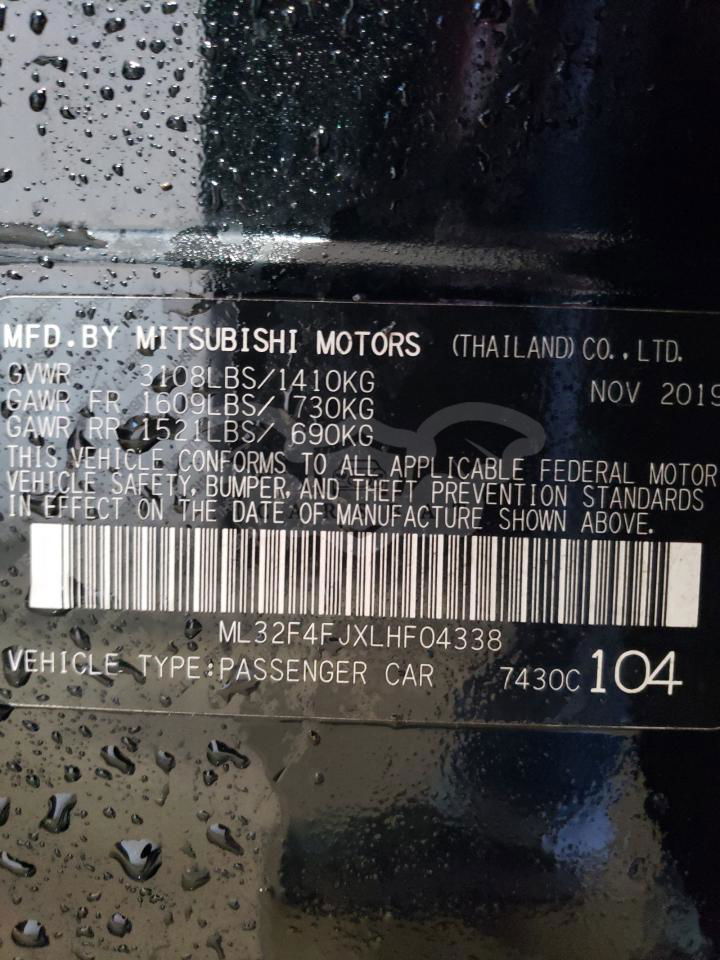 MFD.BY MITSUBISHI MOTORS (THAILAND) CO., LTD.
GVWR 3108LBS/1410KG NOV 2019
GAWR FR 1609LBS/ 730KG
GAWR RR 1521LBS/ 690KG
THIS VEHICLE CONFORMS TO ALL APPLICABLE FEDERAL MOTOR
VEHICLE SAFETY, BUMPER, AND THEFT PREVENTION STANDARDS
IN EFFECT ON THE DATE OF MANUFACTURE SHOWN ABOVE.
ML32F4FJXLHF04338
VEHICLE TYPE:PASSENGER CAR 7430C 104